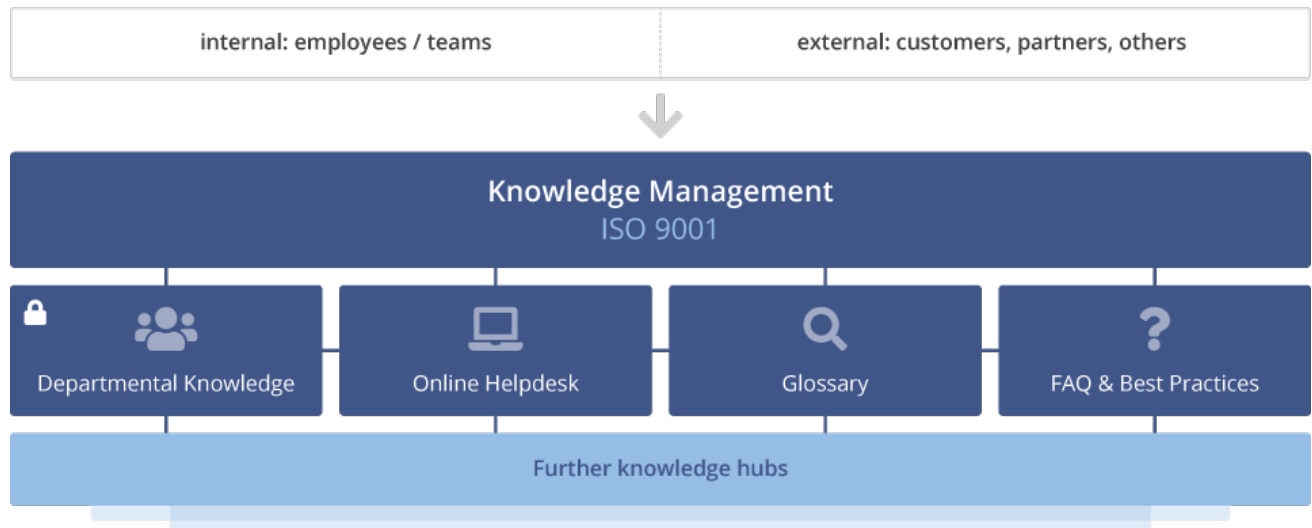 internal: employees / teams
external: customers, partners, others
Knowledge Management
ISO 9001
Departmental Knowledge
Online Helpdesk
Glossary
FAQ & Best Practices
Further knowledge hubs